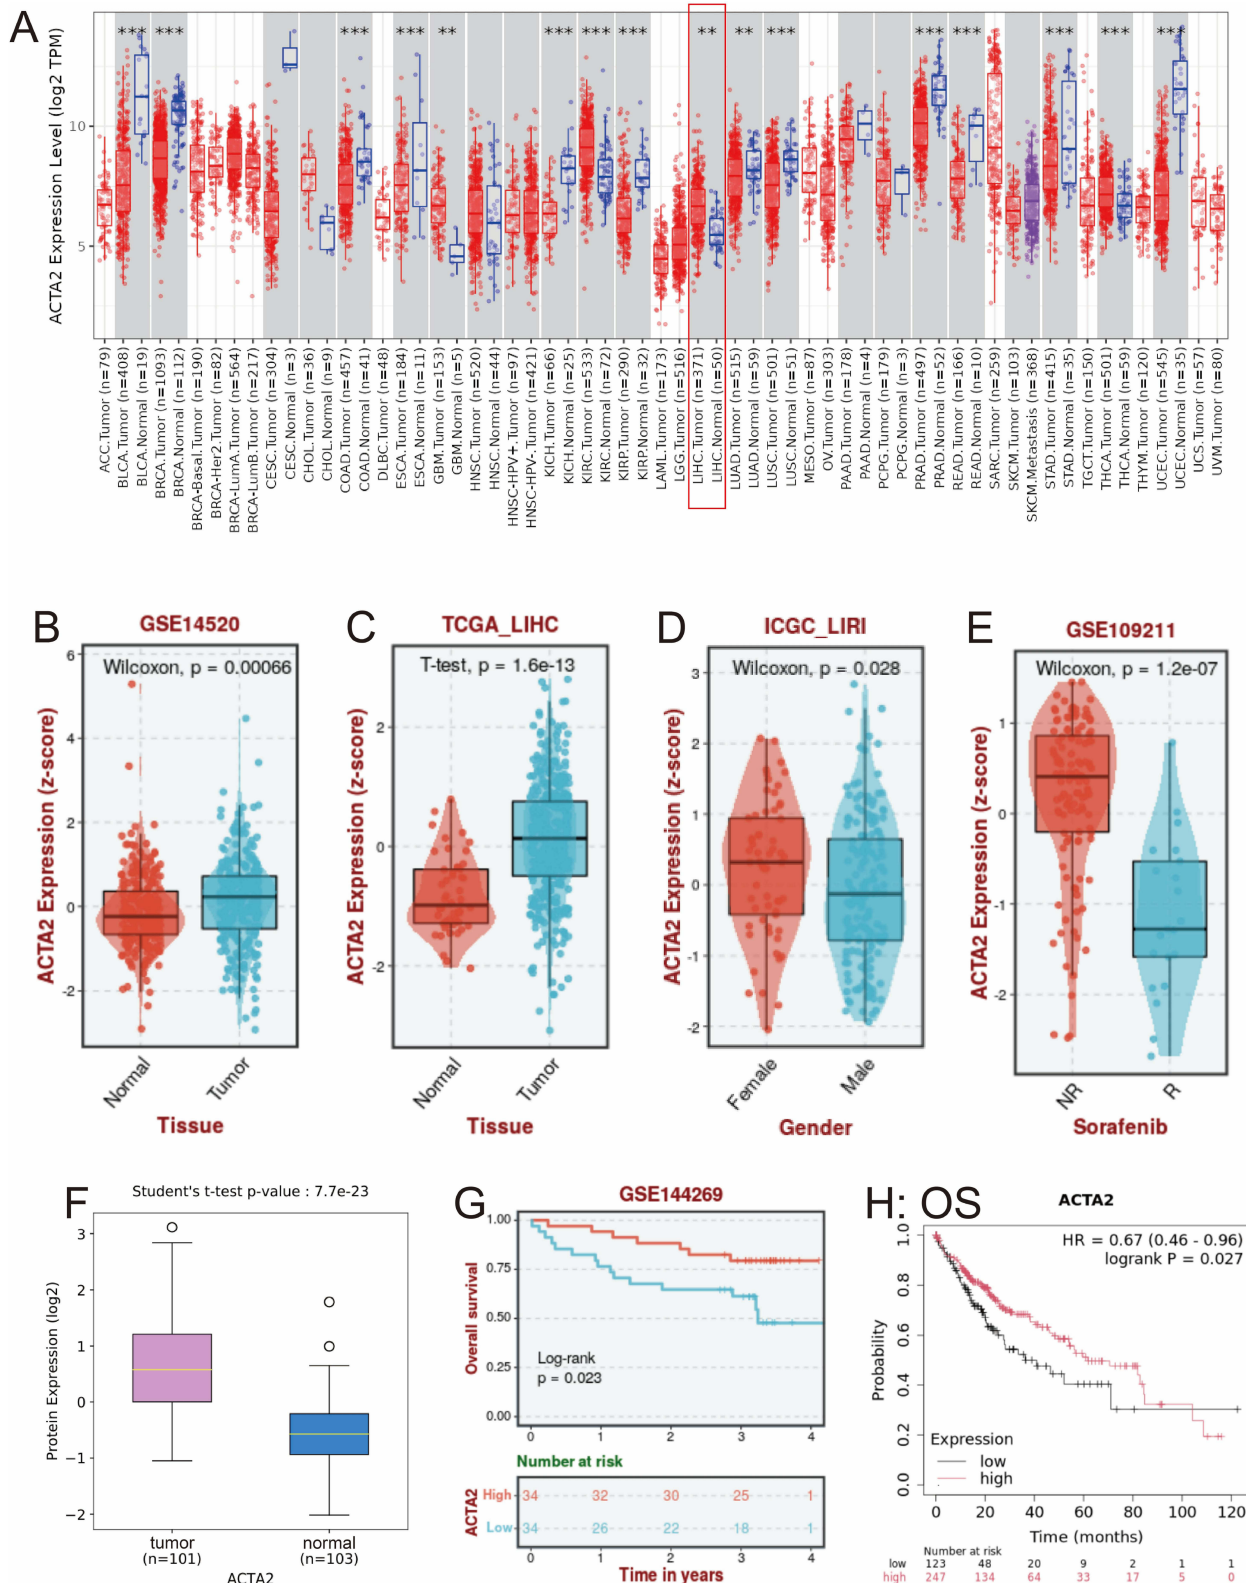 A
ACTA2 Expression Level (log2 TPM)
10
5
*** *** *** *** ** *** *** *** ** ** *** *** *** *** *** ***
ACC.Tumor (n=79)
BLCA.Tumor (n=408)
BLCA.Normal (n=19)
BRCA.Tumor (n=1093)
BRCA.Normal (n=112)
BRCA-Basal.Tumor (n=190)
BRCA-Her2.Tumor (n=82)
BRCA-LumA.Tumor (n=564)
BRCA-LumB.Tumor (n=217)
CESC.Tumor (n=304)
CESC.Normal (n=3)
CHOL.Tumor (n=36)
CHOL.Normal (n=9)
COAD.Tumor (n=457)
COAD.Normal (n=41)
DLBC.Tumor (n=48)
ESCA.Tumor (n=184)
ESCA.Normal (n=11)
GBM.Tumor (n=153)
GBM.Normal (n=5)
HNSC.Tumor (n=520)
HNSC.Normal (n=44)
HNSC-HPV+.Tumor (n=97)
HNSC-HPV-.Tumor (n=421)
KICH.Tumor (n=66)
KICH.Normal (n=25)
KIRC.Tumor (n=533)
KIRC.Normal (n=72)
KIRP.Tumor (n=290)
KIRP.Normal (n=32)
LAML.Tumor (n=173)
LGG.Tumor (n=516)
LIHC.Tumor (n=371)
LIHC.Normal (n=50)
LUAD.Tumor (n=515)
LUAD.Normal (n=59)
LUSC.Tumor (n=501)
LUSC.Normal (n=51)
MESO.Tumor (n=87)
OV.Tumor (n=303)
PAAD.Tumor (n=178)
PAAD.Normal (n=4)
PCPG.Tumor (n=179)
PCPG.Normal (n=3)
PRAD.Tumor (n=497)
PRAD.Normal (n=52)
READ.Tumor (n=166)
READ.Normal (n=10)
SARC.Tumor (n=259)
SKCM.Tumor (n=103)
SKCM.Metastasis (n=368)
STAD.Tumor (n=415)
STAD.Normal (n=35)
TGCT.Tumor (n=150)
THCA.Tumor (n=501)
THCA.Normal (n=59)
THYM.Tumor (n=120)
UCEC.Tumor (n=545)
UCEC.Normal (n=35)
UCS.Tumor (n=57)
UVM.Tumor (n=80)
B
GSE14520
Wilcoxon, p = 0.00066
ACTA2 Expression (z-score)
6
4
2
0
-2
Normal
Tumor
Tissue
C
TCGA_LIHC
T-test, p = 1.6e-13
ACTA2 Expression (z-score)
2
0
-2
Normal
Tumor
Tissue
D
ICGC_LIRI
Wilcoxon, p = 0.028
ACTA2 Expression (z-score)
3
2
1
0
-1
-2
Female
Male
Gender
E
GSE109211
Wilcoxon, p = 1.2e-07
ACTA2 Expression (z-score)
1
0
-1
-2
NR
R
Sorafenib
F
Student's t-test p-value : 7.7e-23
Protein Expression (log2)
3
2
1
0
−1
−2
tumor
(n=101)
normal
(n=103)
ACTA2
G
GSE144269
Overall survival
1.00
0.75
0.50
0.25
0.00
Log-rank
p = 0.023
0 1 2 3 4
Number at risk
ACTA2
High 34 32 30 25 1
Low 34 26 22 18 1
0 1 2 3 4
Time in years
H: OS
ACTA2
HR = 0.67 (0.46 - 0.96)
logrank P = 0.027
Probability
1.0
0.8
0.6
0.4
0.2
0.0
Expression
low
high
0 20 40 60 80 100 120
Time (months)
Number at risk
low 123 48 20 9 2 1 1
high 247 134 64 33 17 5 0